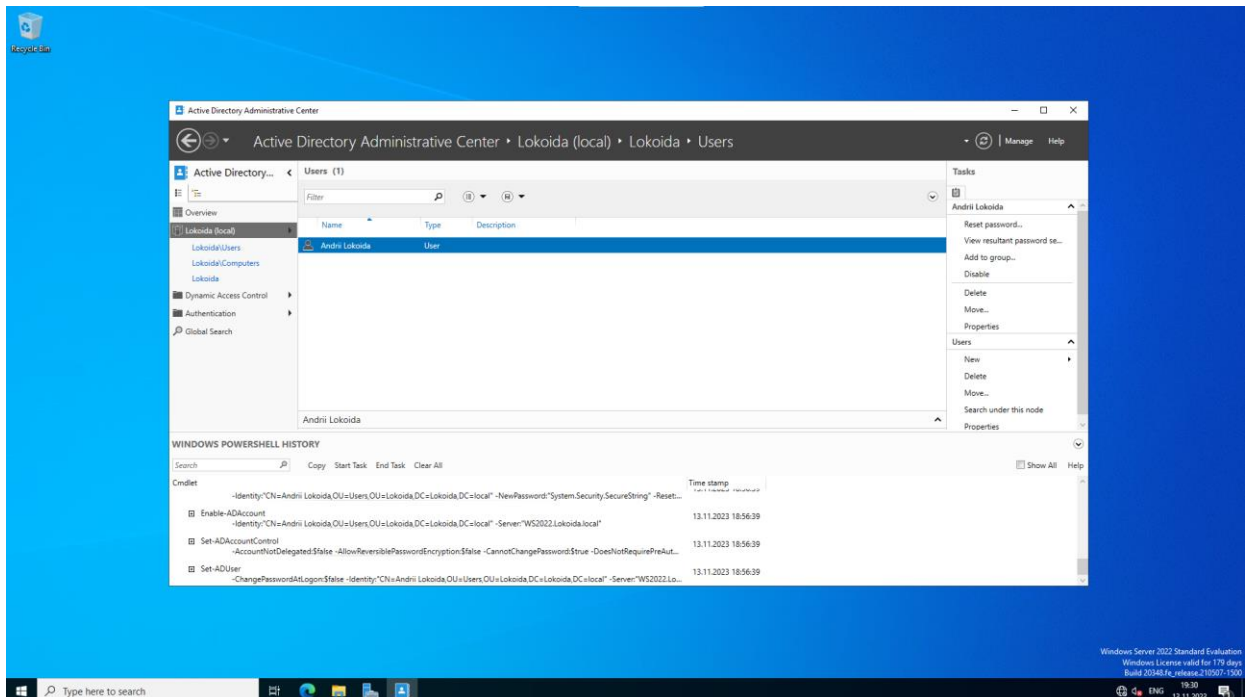 Recycle Bin
Active Directory Administrative Center
Active Directory Administrative Center • Lokoida (local) • Lokoida • Users
Manage Help
Active Directory...
Overview
Lokoida (local)
Lokoida\Users
Lokoida\Computers
Lokoida
Dynamic Access Control
Authentication
Global Search
Users (1)
Filter
Name Type Description
Andrii Lokoida User
Andrii Lokoida
Tasks
Andrii Lokoida
Reset password...
View resultant password se...
Add to group...
Disable
Delete
Move...
Properties
Users
New
Delete
Move...
Search under this node
Properties
WINDOWS POWERSHELL HISTORY
Search Copy Start Task End Task Clear All Show All Help
Cmdlet Time stamp
-Identity:"CN=Andrii Lokoida,OU=Users,OU=Lokoida,DC=Lokoida,DC=local" -NewPassword:"System.Security.SecureString" -Reset:...
Enable-ADAccount
-Identity:"CN=Andrii Lokoida,OU=Users,OU=Lokoida,DC=Lokoida,DC=local" -Server:"WS2022.Lokoida.local"
13.11.2023 18:56:39
Set-ADAccountControl
-AccountNotDelegated:$false -AllowReversiblePasswordEncryption:$false -CannotChangePassword:$true -DoesNotRequirePreAut...
13.11.2023 18:56:39
Set-ADUser
-ChangePasswordAtLogon:$false -Identity:"CN=Andrii Lokoida,OU=Users,OU=Lokoida,DC=Lokoida,DC=local" -Server:"WS2022.Lo...
13.11.2023 18:56:39
Windows Server 2022 Standard Evaluation
Windows License valid for 179 days
Build 20348.fe_release.210507-1500
Type here to search
ENG
19:30